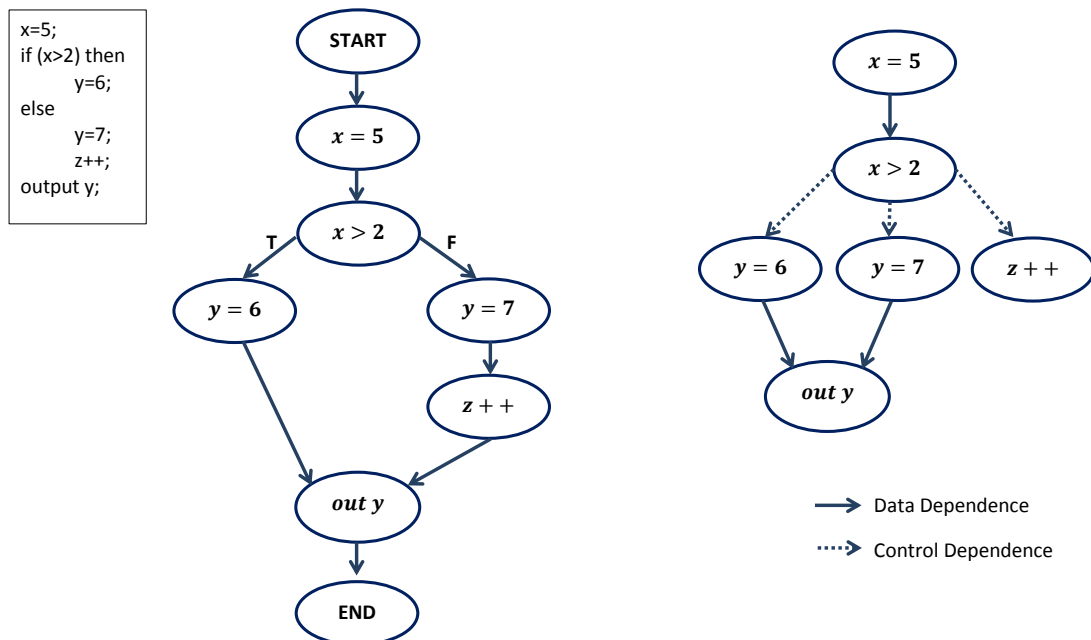 x=5;
if (x>2) then
y=6;
else
y=7;
z++;
output y;
START
x = 5
x > 2
T
F
y = 6
y = 7
z ++
out y
END
x = 5
x > 2
y = 6
y = 7
z ++
out y
Data Dependence
Control Dependence